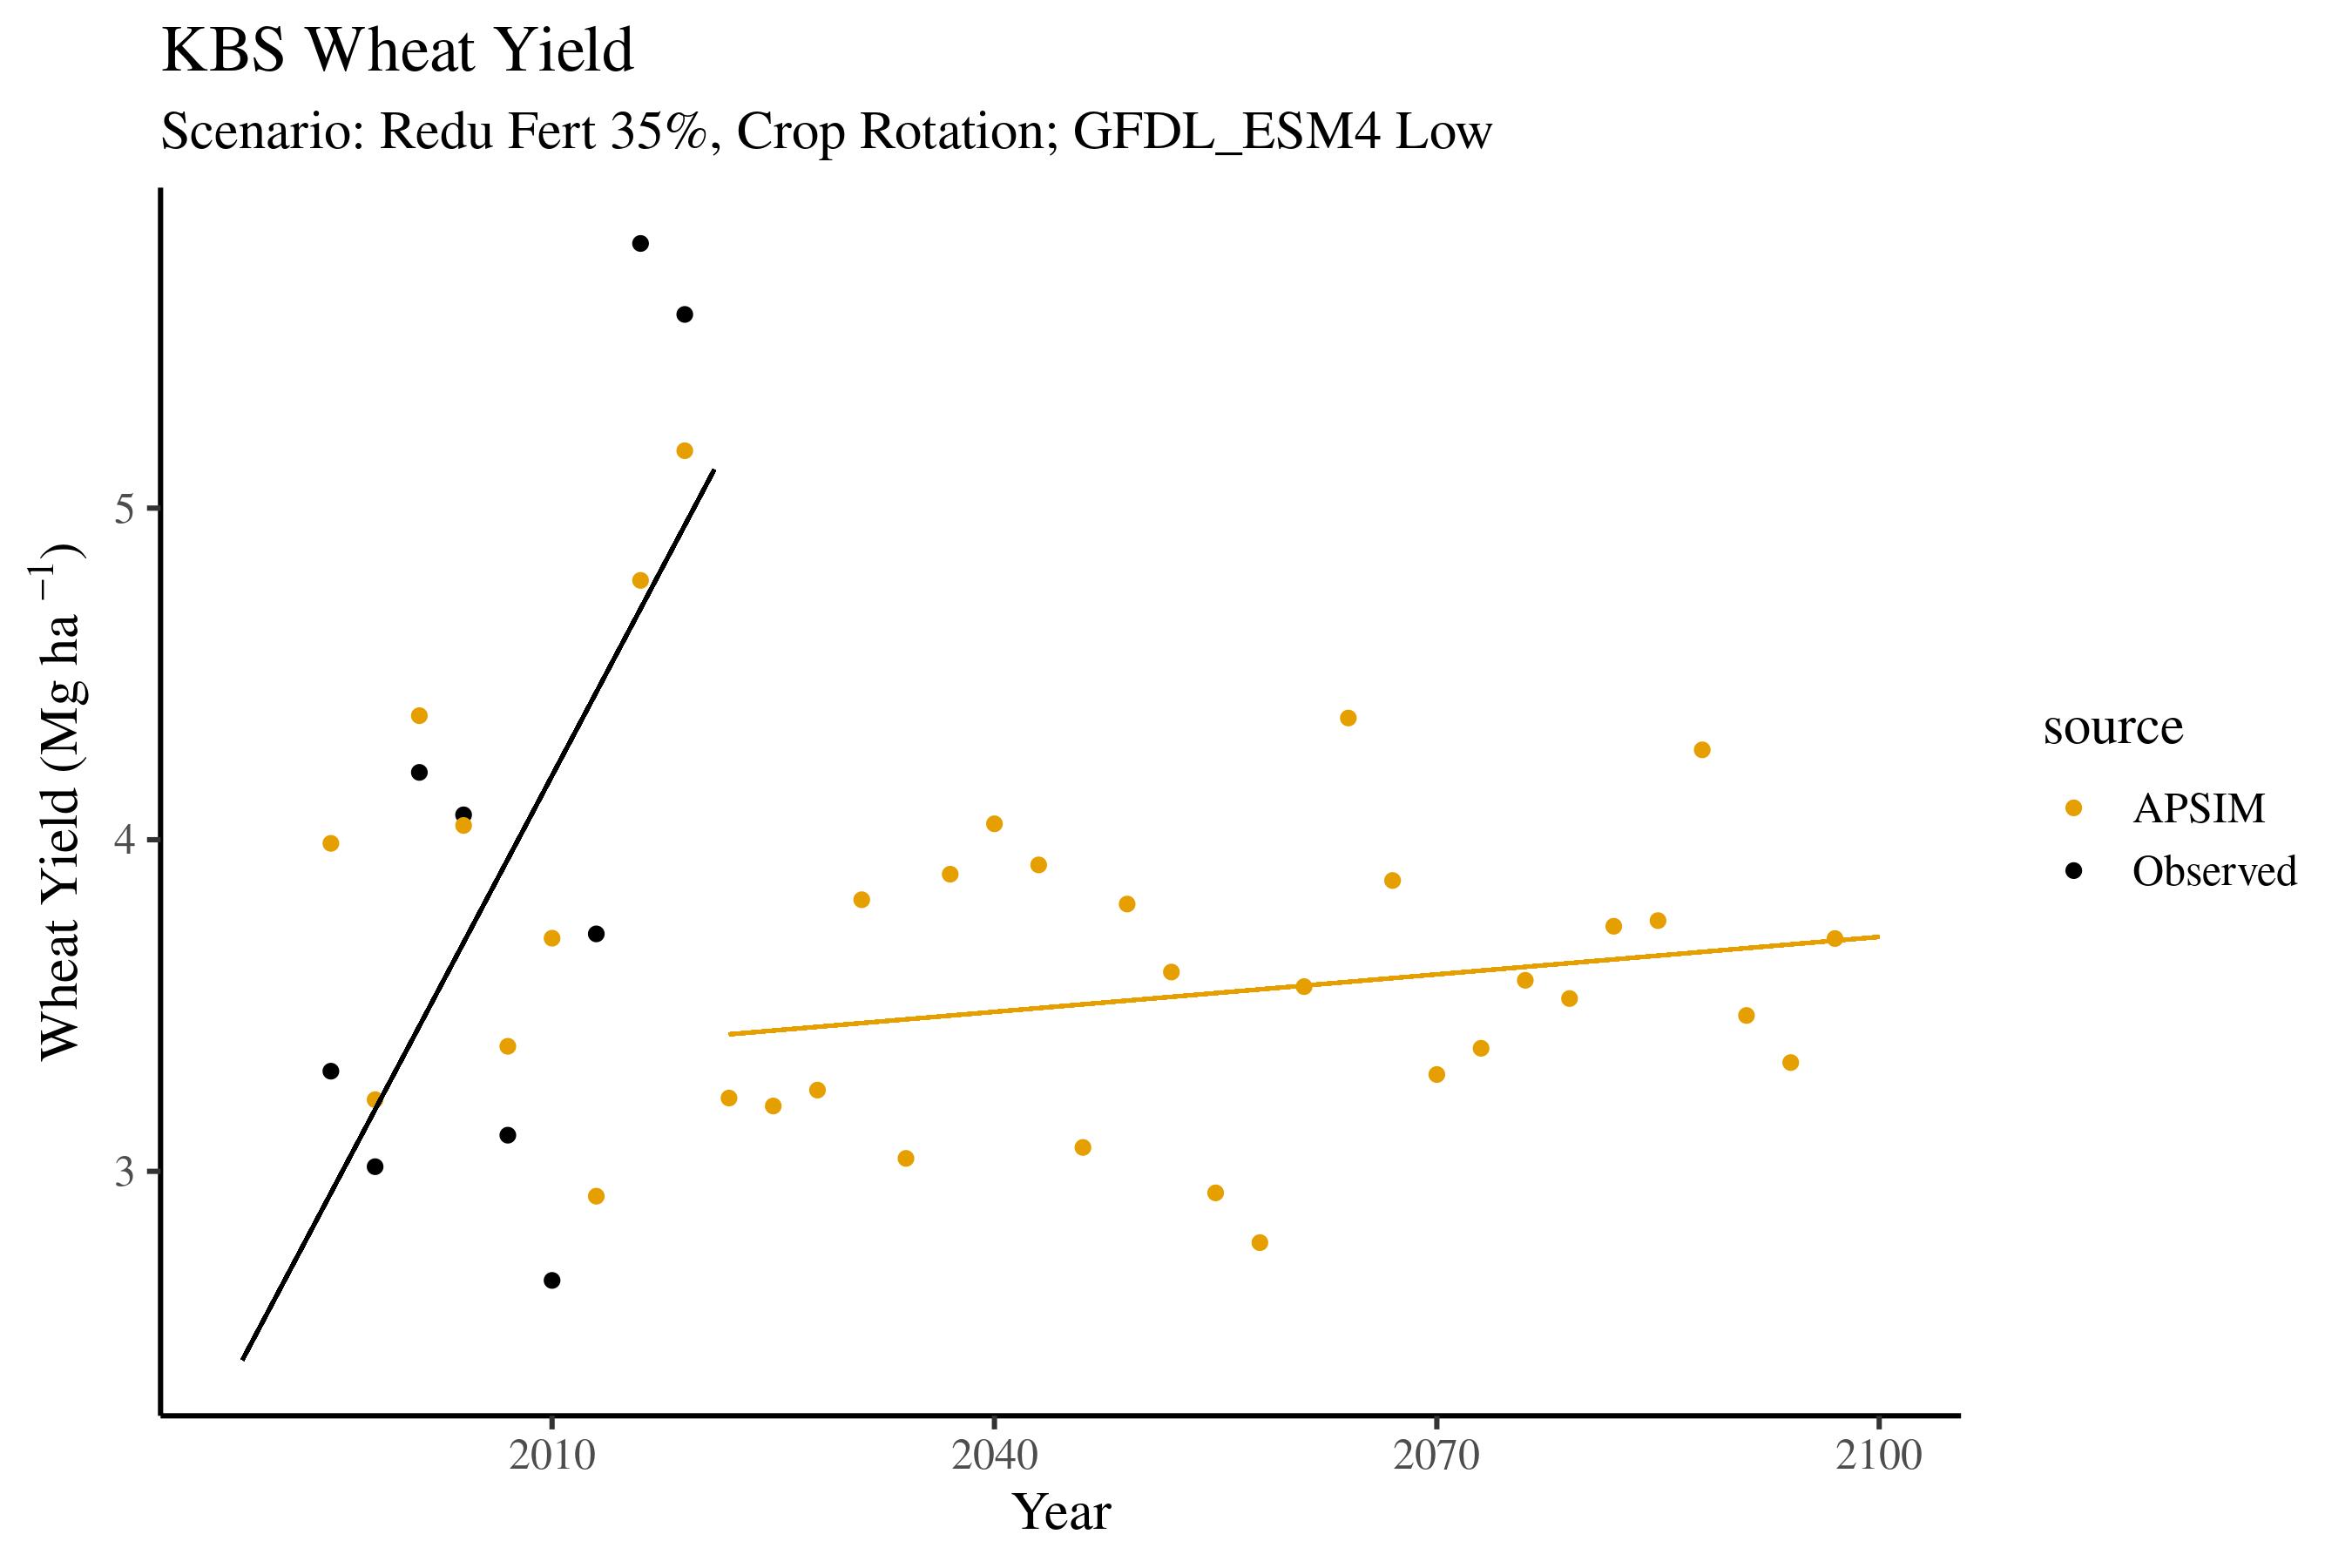 KBS Wheat Yield
Scenario: Redu Fert 35%, Crop Rotation; GFDL_ESM4 Low
Wheat Yield (Mg ha −1)
5
4
3
2010
2040
2070
2100
Year
source
APSIM
Observed